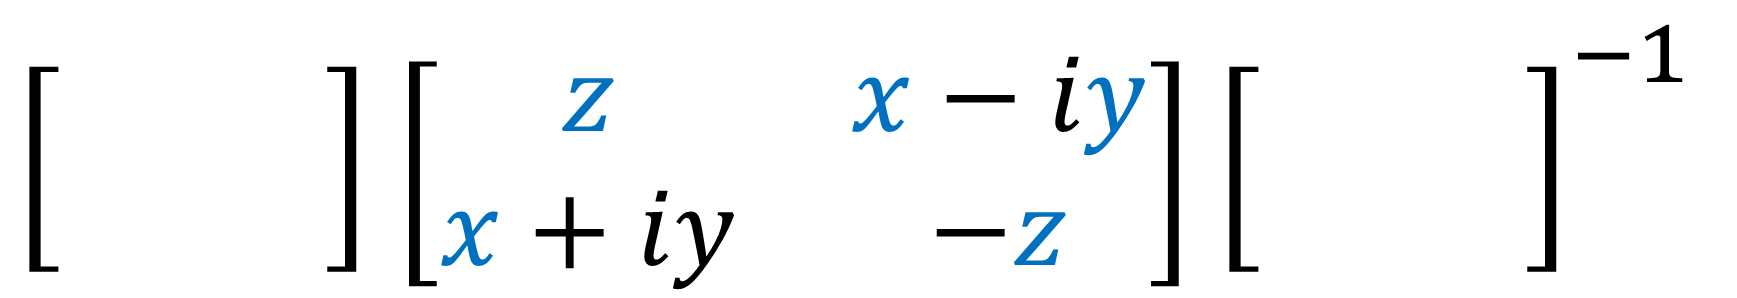 [ ] [ z x − iy ] [ ]⁻¹
x + iy −z